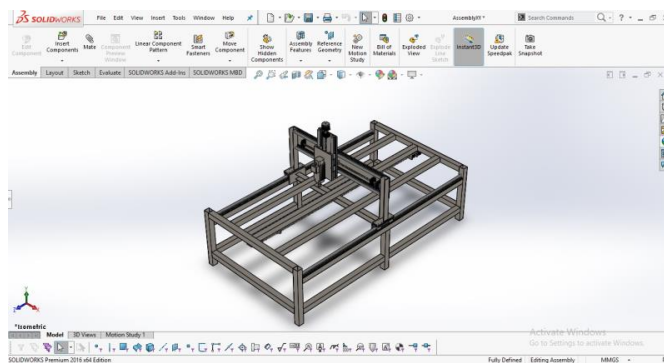 SOLIDWORKS File Edit View Insert Tools Window Help AssemblyXY * Search Commands
Edit Component
Insert Components
Mate
Component Preview Window
Linear Component Pattern
Smart Fasteners
Move Component
Show Hidden Components
Assembly Features
Reference Geometry
New Motion Study
Bill of Materials
Exploded View
Explode Line Sketch
Instant3D
Update Speedpak
Take Snapshot
Assembly Layout Sketch Evaluate SOLIDWORKS Add-Ins SOLIDWORKS MBD
*Isometric
Activate Windows
Go to Settings to activate Windows.
Model 3D Views Motion Study 1
SOLIDWORKS Premium 2016 x64 Edition Fully Defined Editing Assembly MMGS